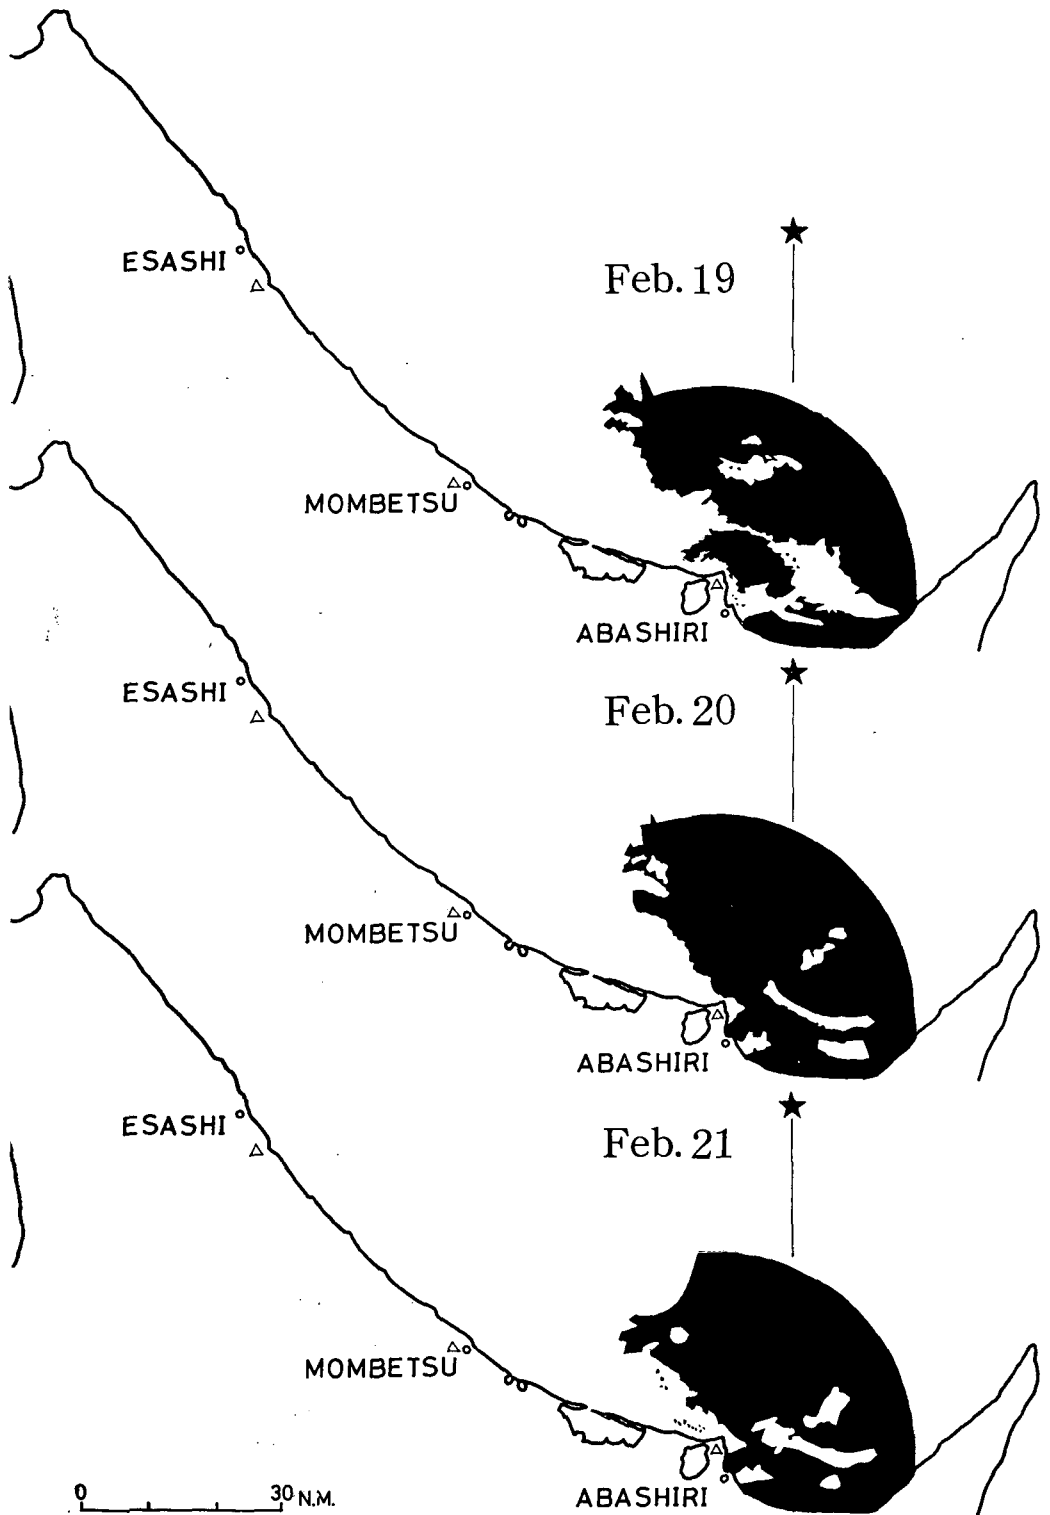 ESASHI
Feb. 19
MOMBETSU
ABASHIRI
ESASHI
Feb. 20
MOMBETSU
ABASHIRI
ESASHI
Feb. 21
MOMBETSU
0 30 N.M.
ABASHIRI